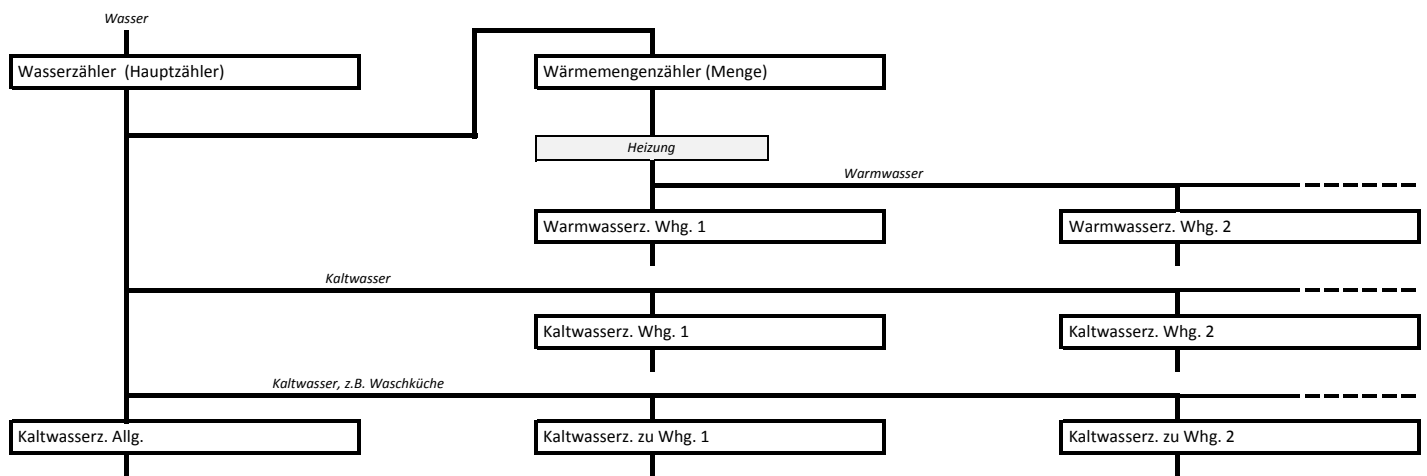 Wasser
Wasserzähler (Hauptzähler)
Wärmemengenzähler (Menge)
Heizung
Warmwasser
Warmwasserz. Whg. 1
Warmwasserz. Whg. 2
Kaltwasser
Kaltwasserz. Whg. 1
Kaltwasserz. Whg. 2
Kaltwasser, z.B. Waschküche
Kaltwasserz. Allg.
Kaltwasserz. zu Whg. 1
Kaltwasserz. zu Whg. 2